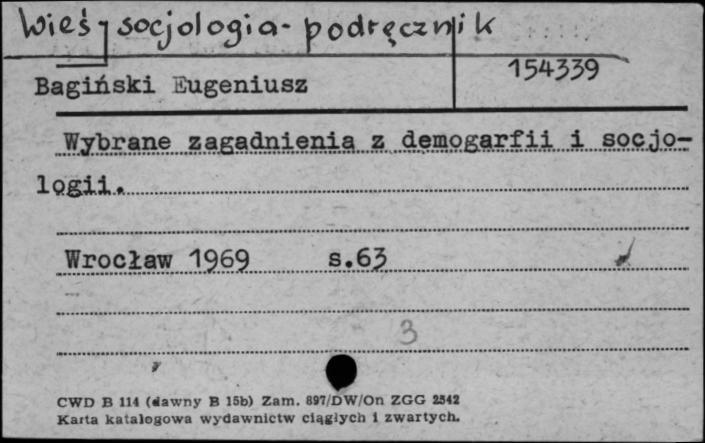 Wieś - socjologia - podręcznik
154339
Bagiński Eugeniusz
Wybrane zagadnienia z demogarfii i socjo-
logii.
Wrocław 1969 s.63
3
CWD B 114 (dawny B 15b) Zam. 897/DW/On ZGG 2542
Karta katalogowa wydawnictw ciągłych i zwartych.